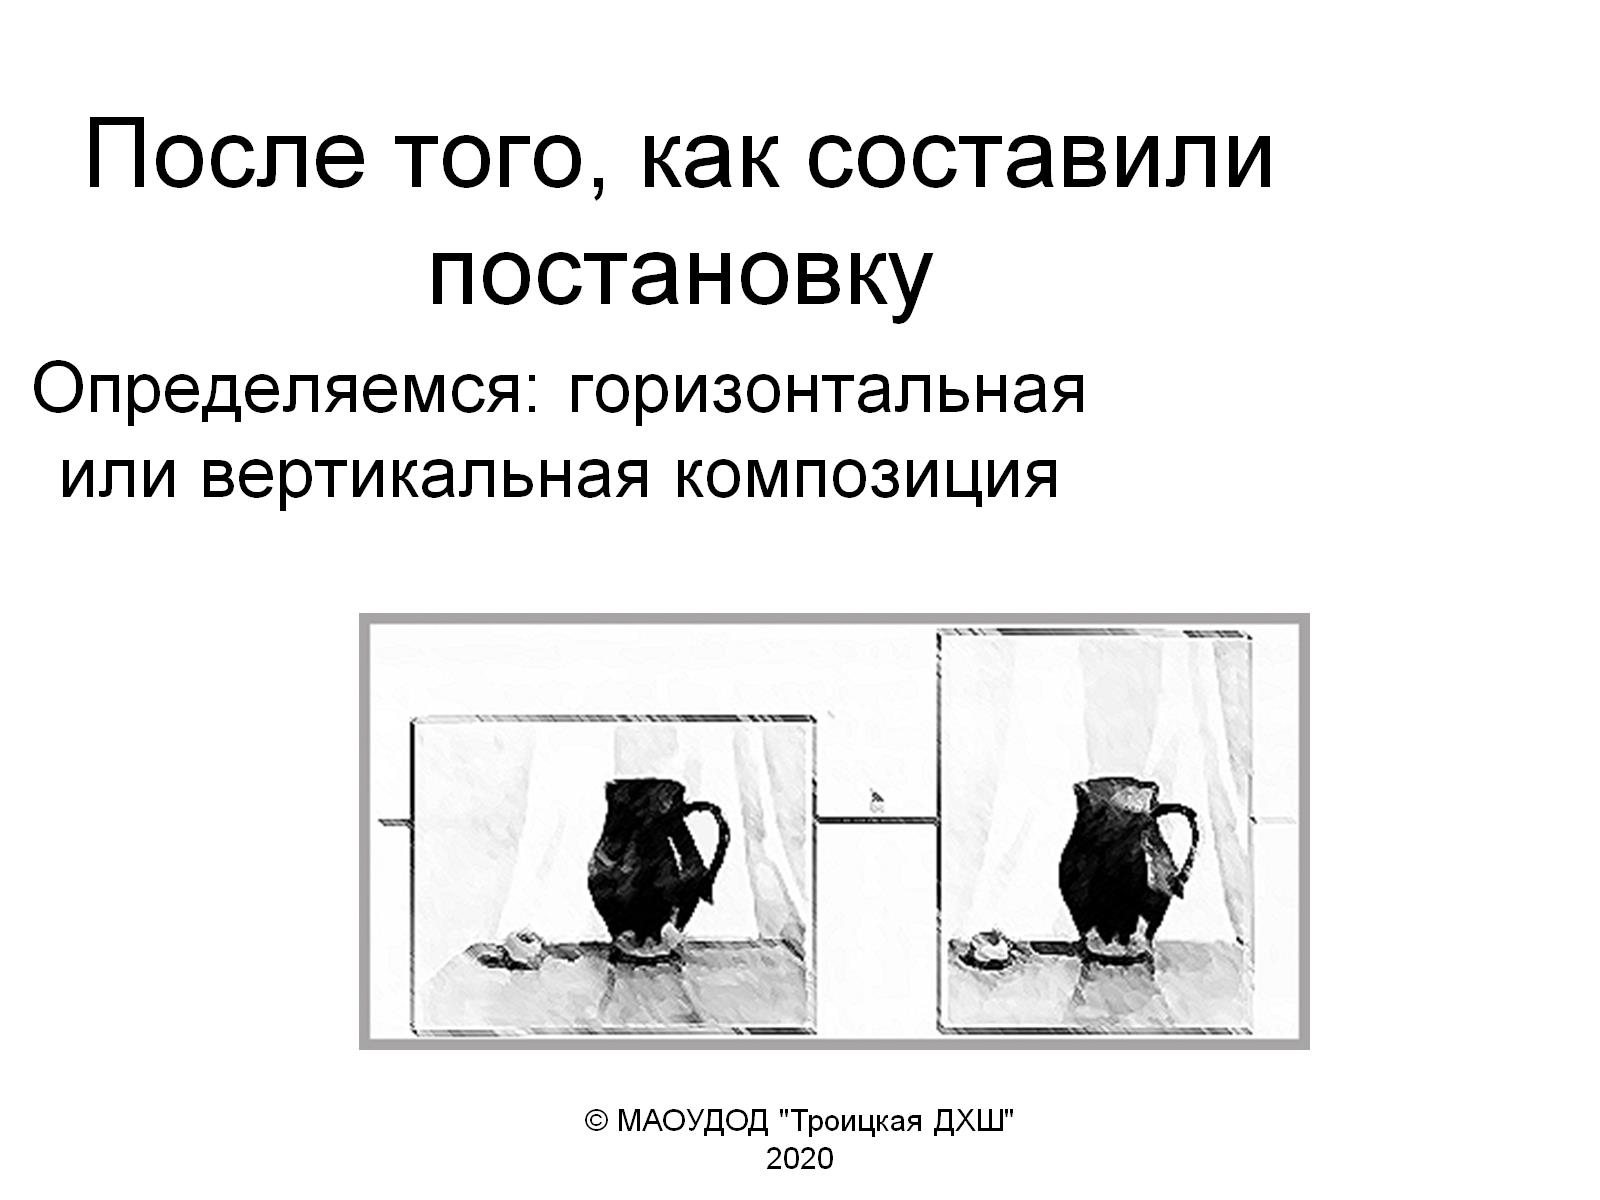 После того, как составили
постановку
Определяемся: горизонтальная
или вертикальная композиция
© МАОУДОД "Троицкая ДХШ"
2020